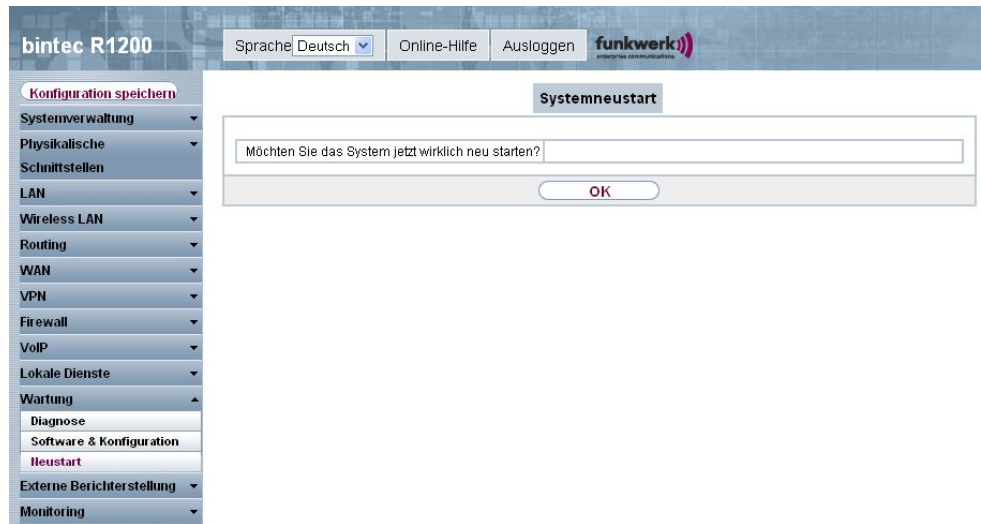 bintec R1200
Sprache Deutsch
Online-Hilfe
Ausloggen
funkwerk
enterprise communications
Konfiguration speichern
Systemverwaltung
Physikalische
Schnittstellen
LAN
Wireless LAN
Routing
WAN
VPN
Firewall
VoIP
Lokale Dienste
Wartung
Diagnose
Software & Konfiguration
Neustart
Externe Berichterstellung
Monitoring
Systemneustart
Möchten Sie das System jetzt wirklich neu starten?
OK